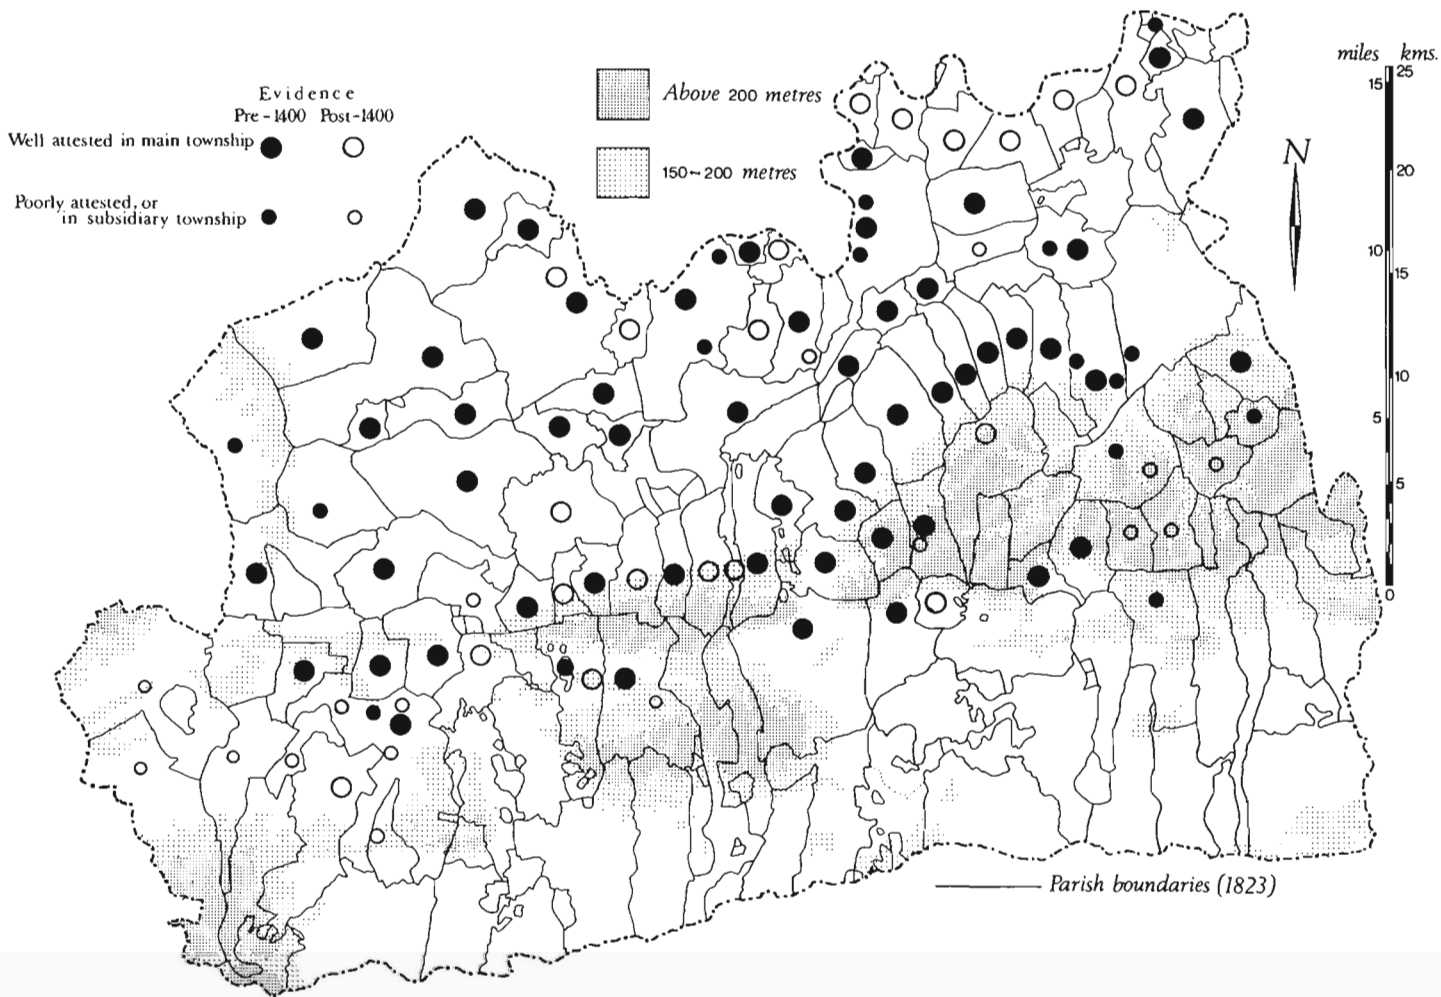 Evidence
Pre-1400 Post-1400
Well attested in main township
Poorly attested, or
in subsidiary township
Above 200 metres
150-200 metres
miles kms.
25
15
20
N
10
15
10
5
5
0
Parish boundaries (1823)